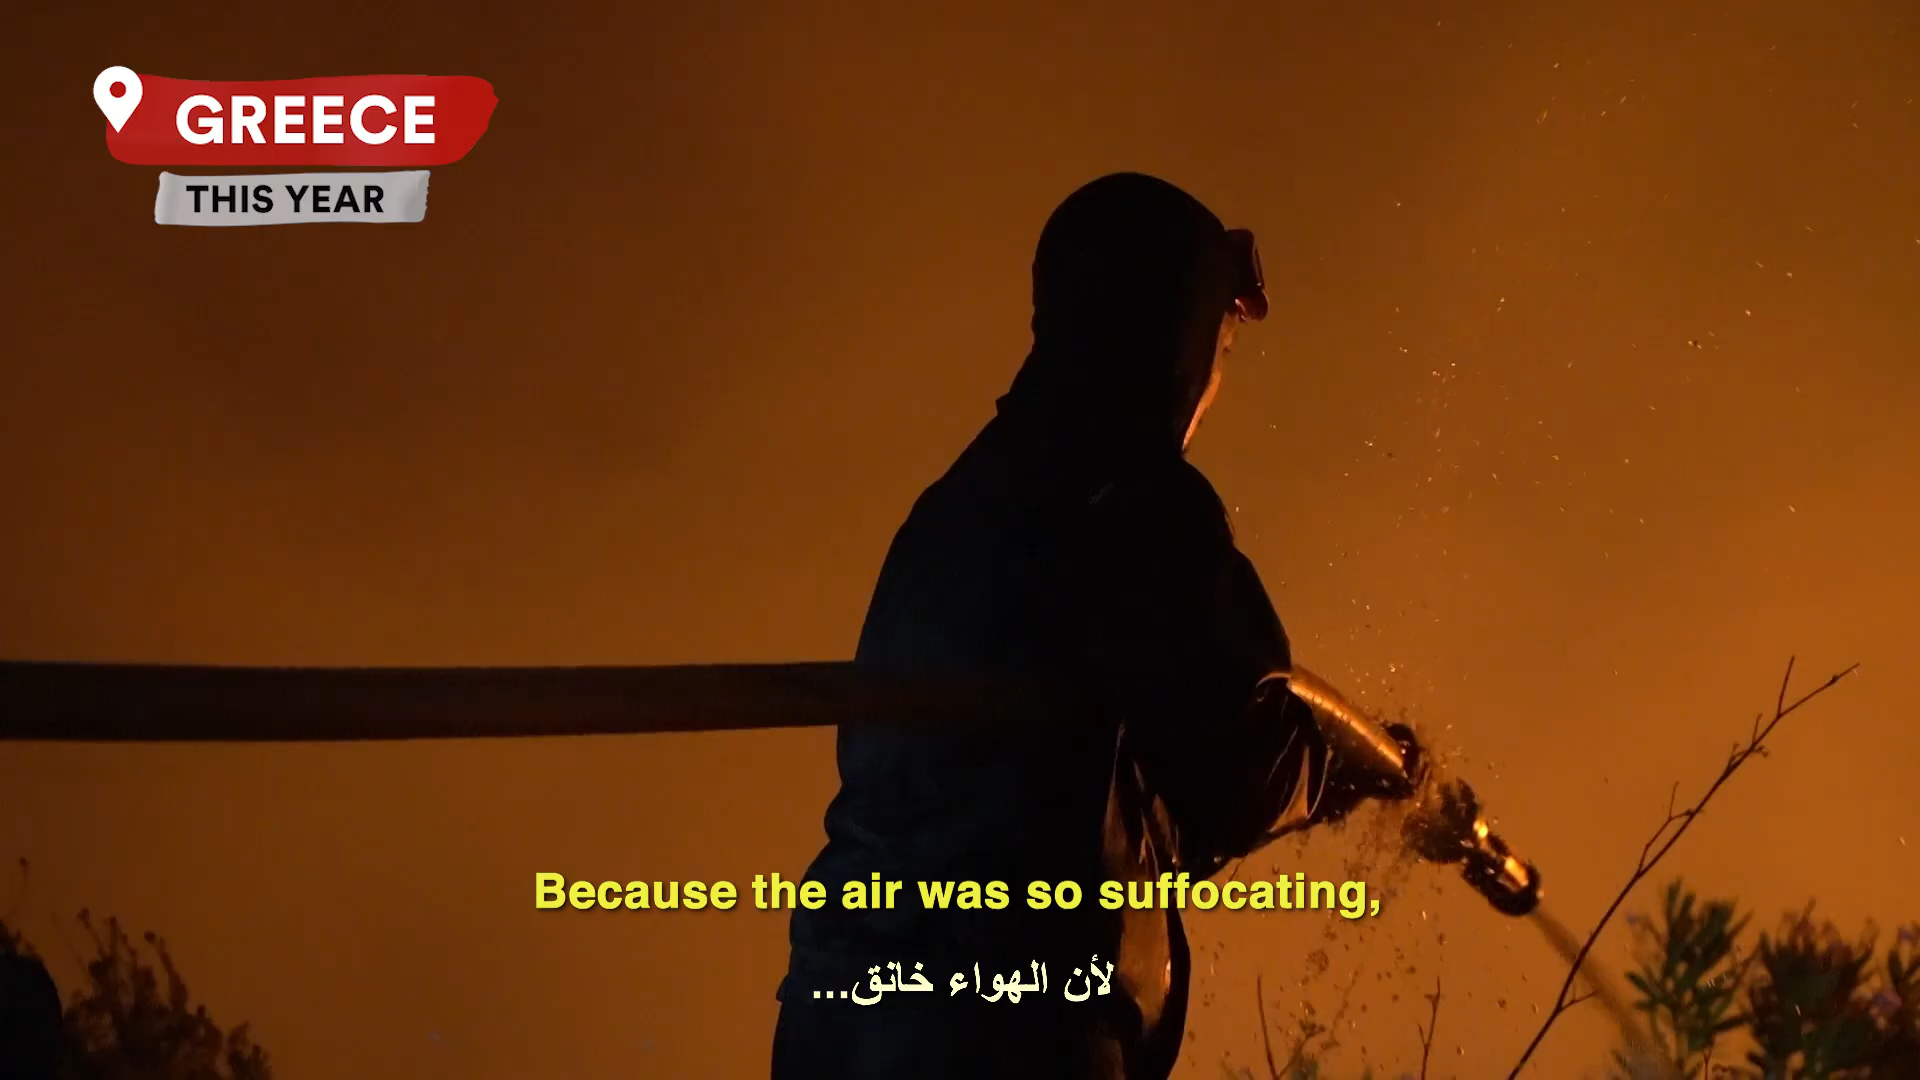 GREECE
THIS YEAR
Because the air was so suffocating,
لأن الهواء خانق...